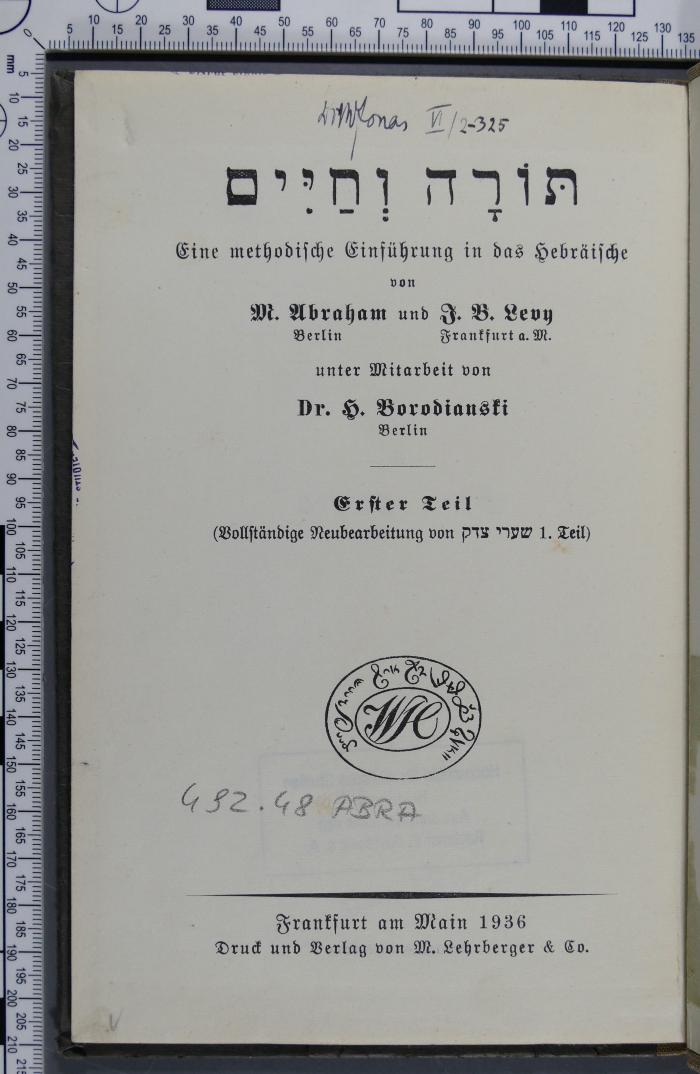 VI/2-325
תּוֹרָה וְחַיִּים
Eine methodische Einführung in das Hebräische
von
M. Abraham und J. B. Levy
Berlin Frankfurt a. M.
unter Mitarbeit von
Dr. H. Borodianski
Berlin
Erster Teil
(Vollständige Neubearbeitung von שערי צדק 1. Teil)
492.48 ABRA
Frankfurt am Main 1936
Druck und Verlag von M. Lehrberger & Co.